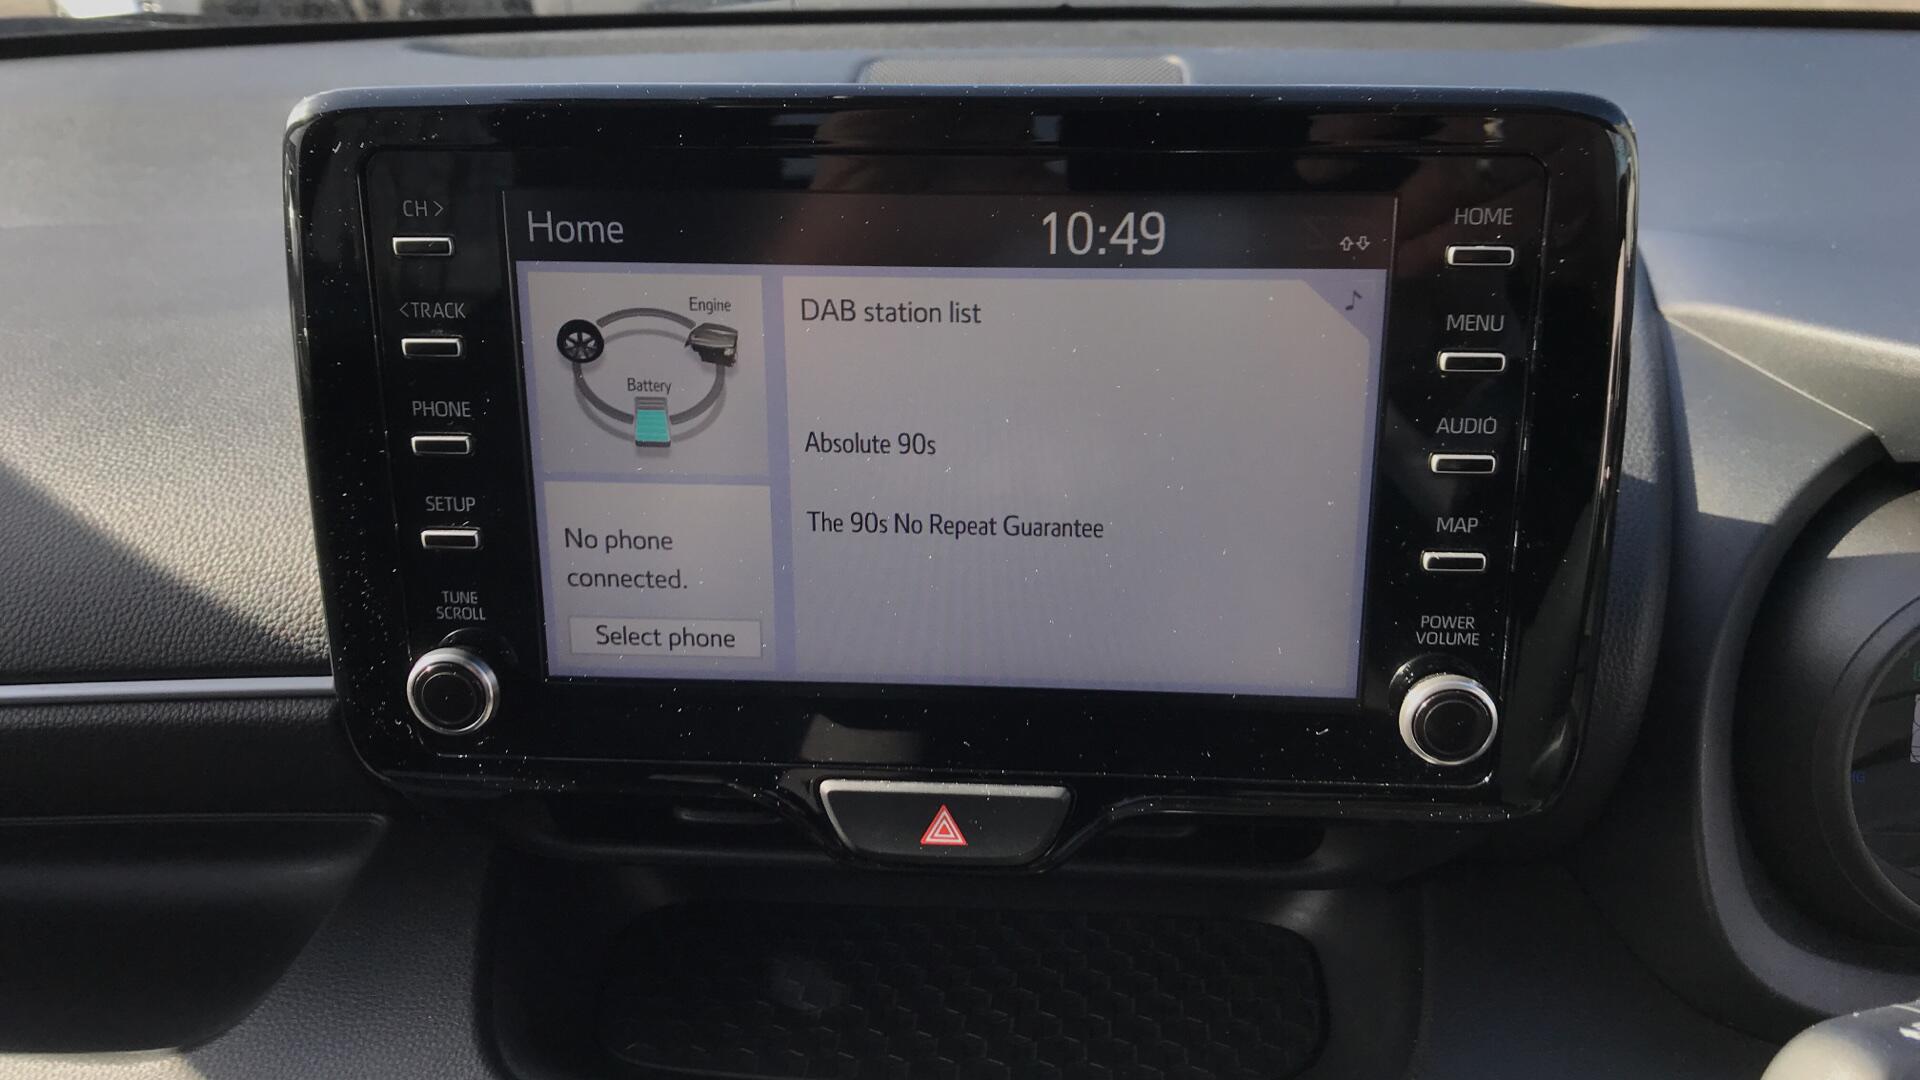 CH >
<TRACK
PHONE
SETUP
TUNE
SCROLL
Home
10:49
Engine
Battery
No phone
connected.
Select phone
DAB station list
Absolute 90s
The 90s No Repeat Guarantee
HOME
MENU
AUDIO
MAP
POWER
VOLUME